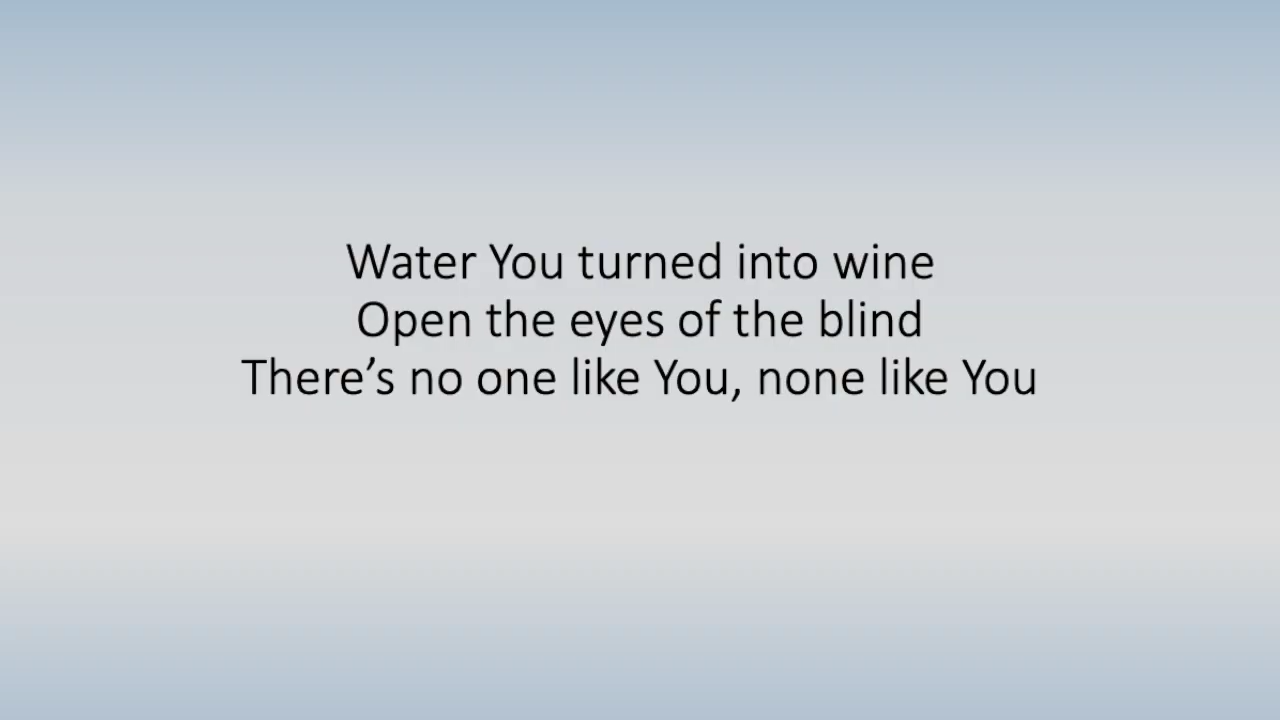 Water You turned into wine
Open the eyes of the blind
There’s no one like You, none like You